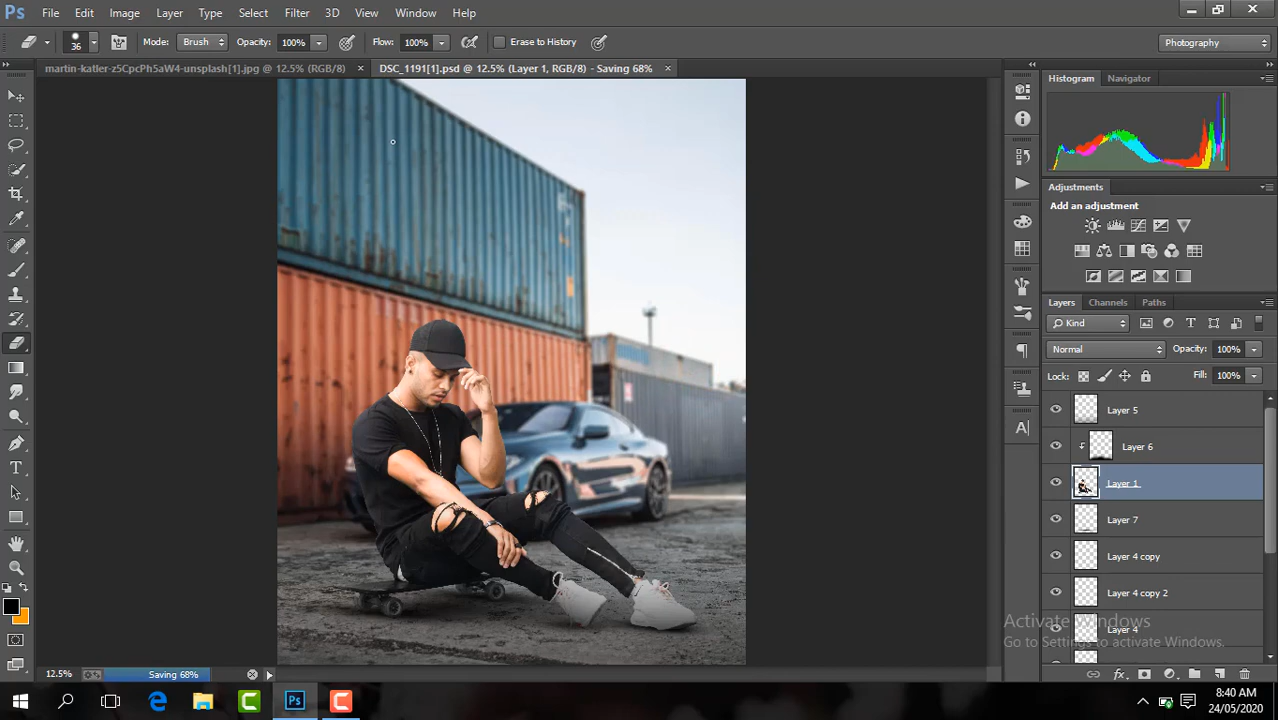 Ps File Edit Image Layer Type Select Filter 3D View Window Help
36 Mode: Brush Opacity: 100% Flow: 100% Erase to History Photography
martin-katler-z5CpcPh5aW4-unsplash[1].jpg @ 12.5% (RGB/8) × DSC_1191[1].psd @ 12.5% (Layer 1, RGB/8) - Saving 68% ×
Histogram Navigator
Adjustments
Add an adjustment
Layers Channels Paths
Kind
Normal Opacity: 100%
Lock: Fill: 100%
Layer 5
Layer 6
Layer 1
Layer 7
Layer 4 copy
Layer 4 copy 2
Layer 4
Activate Windows
Go to Settings to activate Windows.
12.5% Saving 68%
8:40 AM
24/05/2020